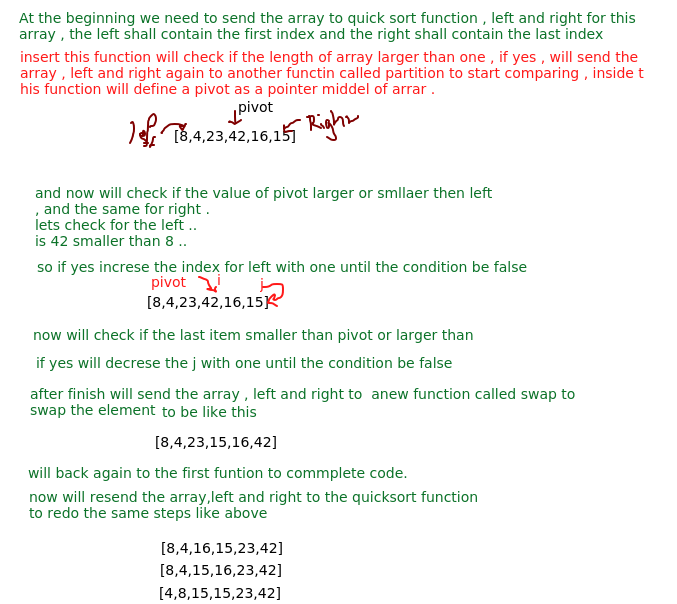 At the beginning we need to send the array to quick sort function , left and right for this
array , the left shall contain the first index and the right shall contain the last index
insert this function will check if the length of array larger than one , if yes , will send the
array , left and right again to another functin called partition to start comparing , inside t
his function will define a pivot as a pointer middel of arrar .
pivot
left
Right
[8,4,23,42,16,15]
and now will check if the value of pivot larger or smllaer then left
, and the same for right .
lets check for the left ..
is 42 smaller than 8 ..
so if yes increse the index for left with one until the condition be false
pivot i j
[8,4,23,42,16,15]
now will check if the last item smaller than pivot or larger than
if yes will decrese the j with one until the condition be false
after finish will send the array , left and right to anew function called swap to
swap the element to be like this
[8,4,23,15,16,42]
will back again to the first funtion to commplete code.
now will resend the array,left and right to the quicksort function
to redo the same steps like above
[8,4,16,15,23,42]
[8,4,15,16,23,42]
[4,8,15,15,23,42]